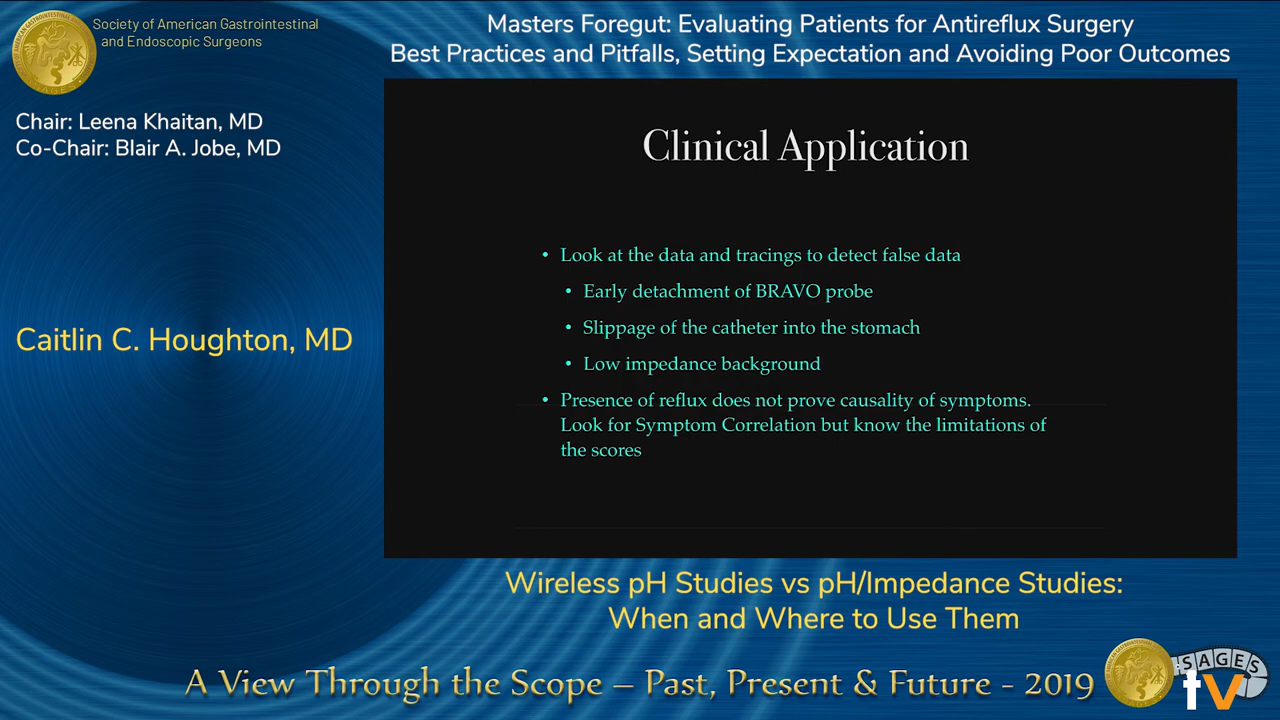 Society of American Gastrointestinal
and Endoscopic Surgeons
Masters Foregut: Evaluating Patients for Antireflux Surgery
Best Practices and Pitfalls, Setting Expectation and Avoiding Poor Outcomes
Chair: Leena Khaitan, MD
Co-Chair: Blair A. Jobe, MD
Caitlin C. Houghton, MD
Clinical Application
• Look at the data and tracings to detect false data
• Early detachment of BRAVO probe
• Slippage of the catheter into the stomach
• Low impedance background
• Presence of reflux does not prove causality of symptoms.
Look for Symptom Correlation but know the limitations of
the scores
Wireless pH Studies vs pH/Impedance Studies:
When and Where to Use Them
A View Through the Scope – Past, Present & Future - 2019
SAGES
tv